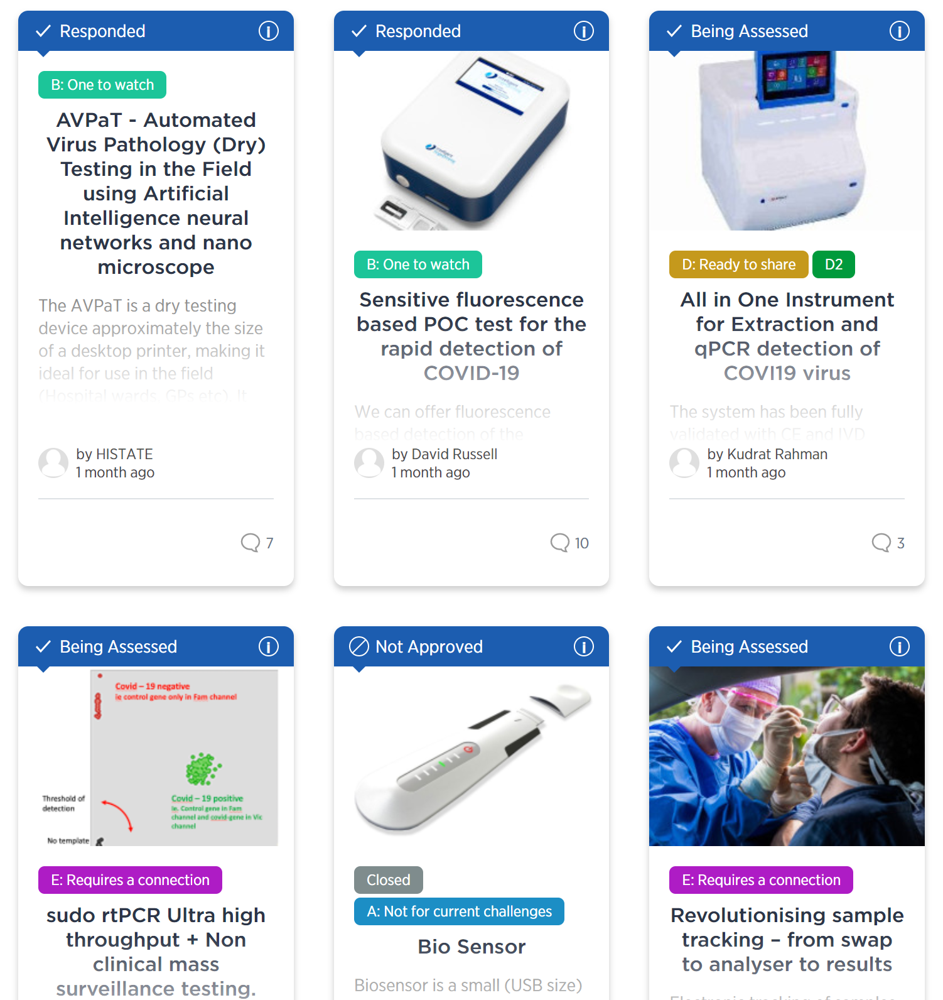 Responded
B: One to watch
AVPaT - Automated
Virus Pathology (Dry)
Testing in the Field
using Artificial
Intelligence neural
networks and nano
microscope
The AVPaT is a dry testing
device approximately the size
of a desktop printer, making it
ideal for use in the field
(Hospital wards, GPs etc). It
by HISTATE
1 month ago
7
Responded
B: One to watch
Sensitive fluorescence
based POC test for the
rapid detection of
COVID-19
We can offer fluorescence
based detection of the
by David Russell
1 month ago
10
Being Assessed
D: Ready to share
D2
All in One Instrument
for Extraction and
qPCR detection of
COVI19 virus
The system has been fully
validated with CE and IVD
by Kudrat Rahman
1 month ago
3
Being Assessed
Covid – 19 negative
ie control gene only in Fam channel
Threshold of
detection
Covid – 19 positive
Ie. Control gene in Fam
channel and covid-gene in Vic
channel
No template
E: Requires a connection
sudo rtPCR Ultra high
throughput + Non
clinical mass
surveillance testing.
Not Approved
Closed
A: Not for current challenges
Bio Sensor
Biosensor is a small (USB size)
Being Assessed
E: Requires a connection
Revolutionising sample
tracking – from swap
to analyser to results
Electronic tracking of samples